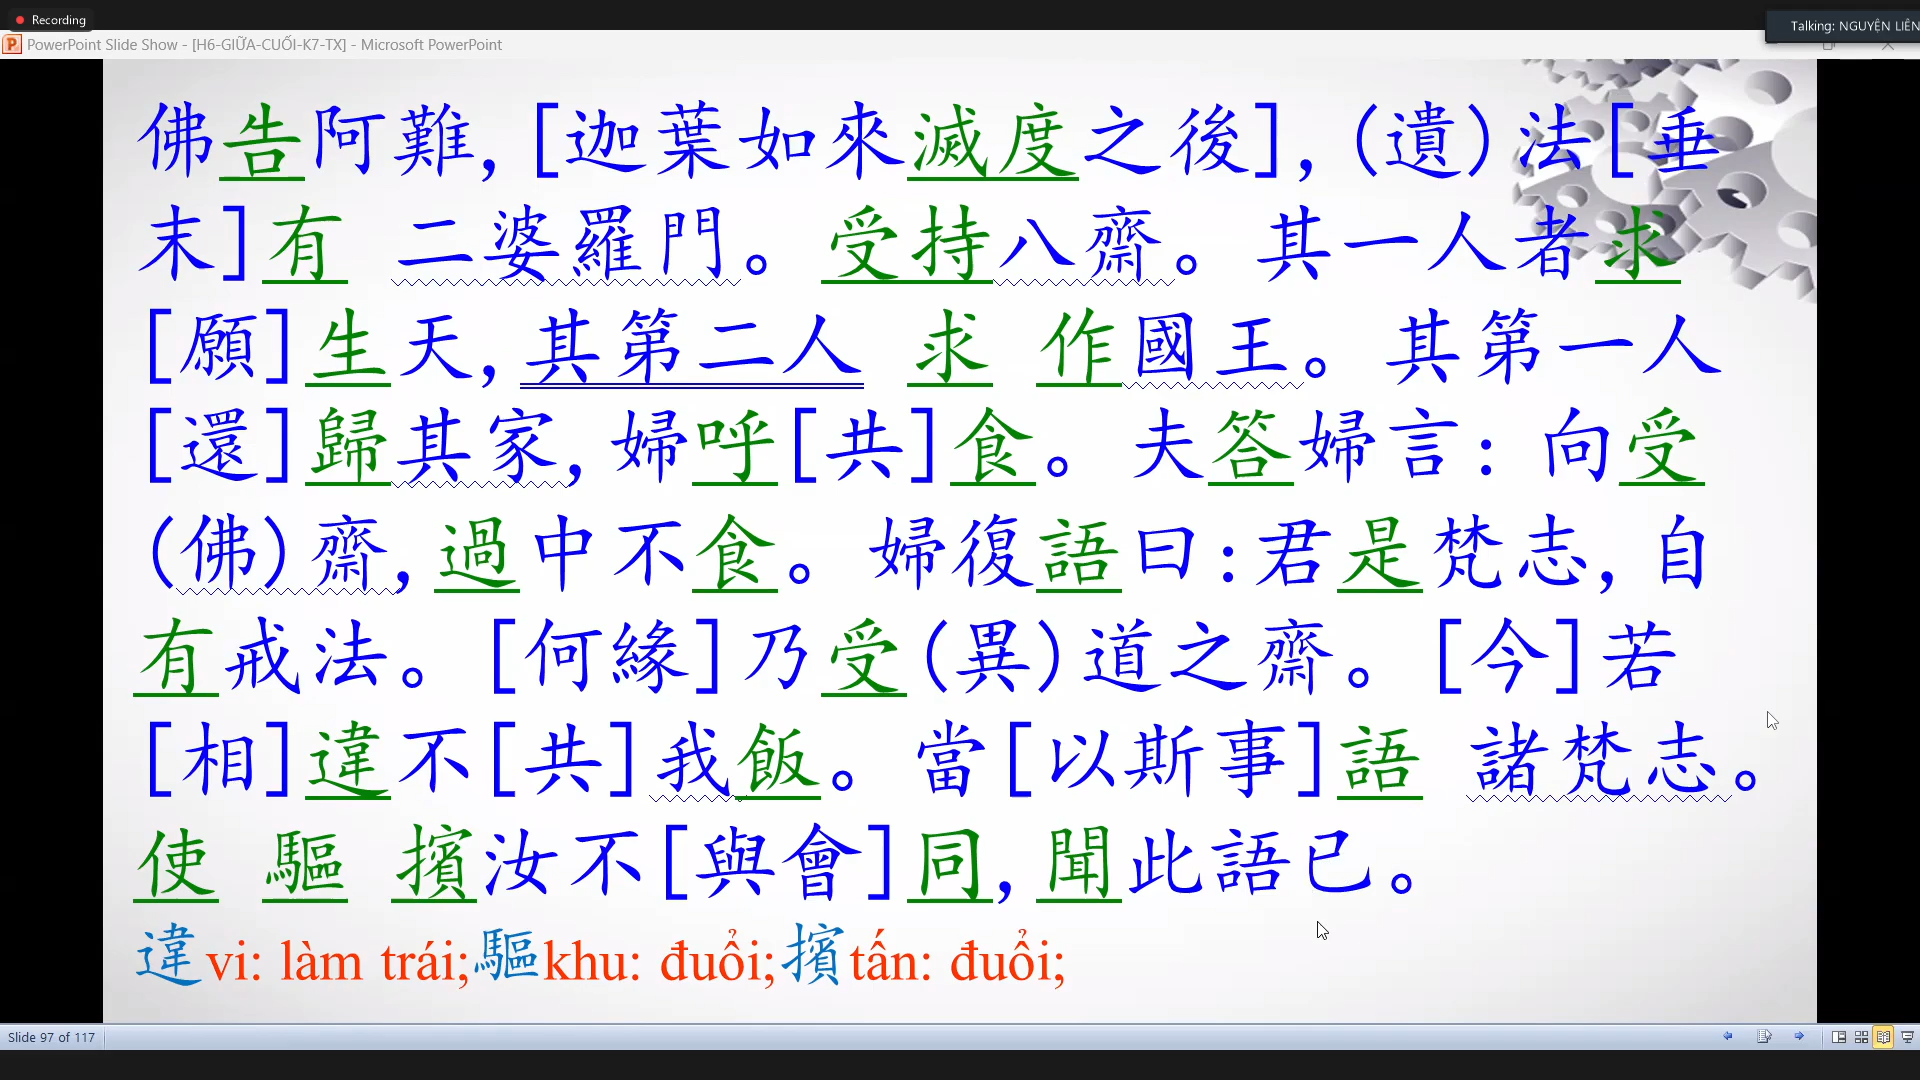 Recording
Talking: NGUYỆN LIÊN
PowerPoint Slide Show - [H6-GIỮA-CUỐI-K7-TX] - Microsoft PowerPoint
佛告阿難, [迦葉如來滅度之後], (遺) 法 [垂
末] 有 二婆羅門。受持八齋。其一人者求
[願] 生天, 其第二人 求 作國王。其第一人
[還] 歸其家, 婦呼 [共] 食。夫答婦言: 向受
(佛) 齋, 過中不食。婦復語曰: 君是梵志, 自
有戒法。[何緣] 乃受 (異) 道之齋。[今] 若
[相] 違不 [共] 我飯。當 [以斯事] 語 諸梵志。
使 驅 擯汝不 [與會] 同, 聞此語已。
違vi: làm trái;驅khu: đuổi;擯tấn: đuổi;
Slide 97 of 117